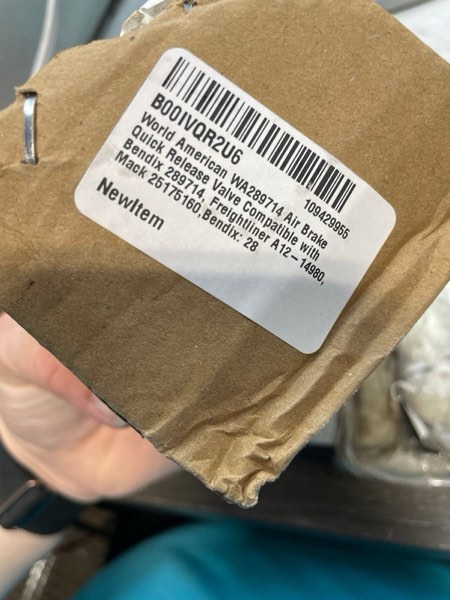 B00IVQR2U6
109429955
World American WA289714 Air Brake
Quick Release Valve Compatible with
Bendix 289714, Freightliner A12-14980,
Mack 25175160, Bendix: 28
NewItem